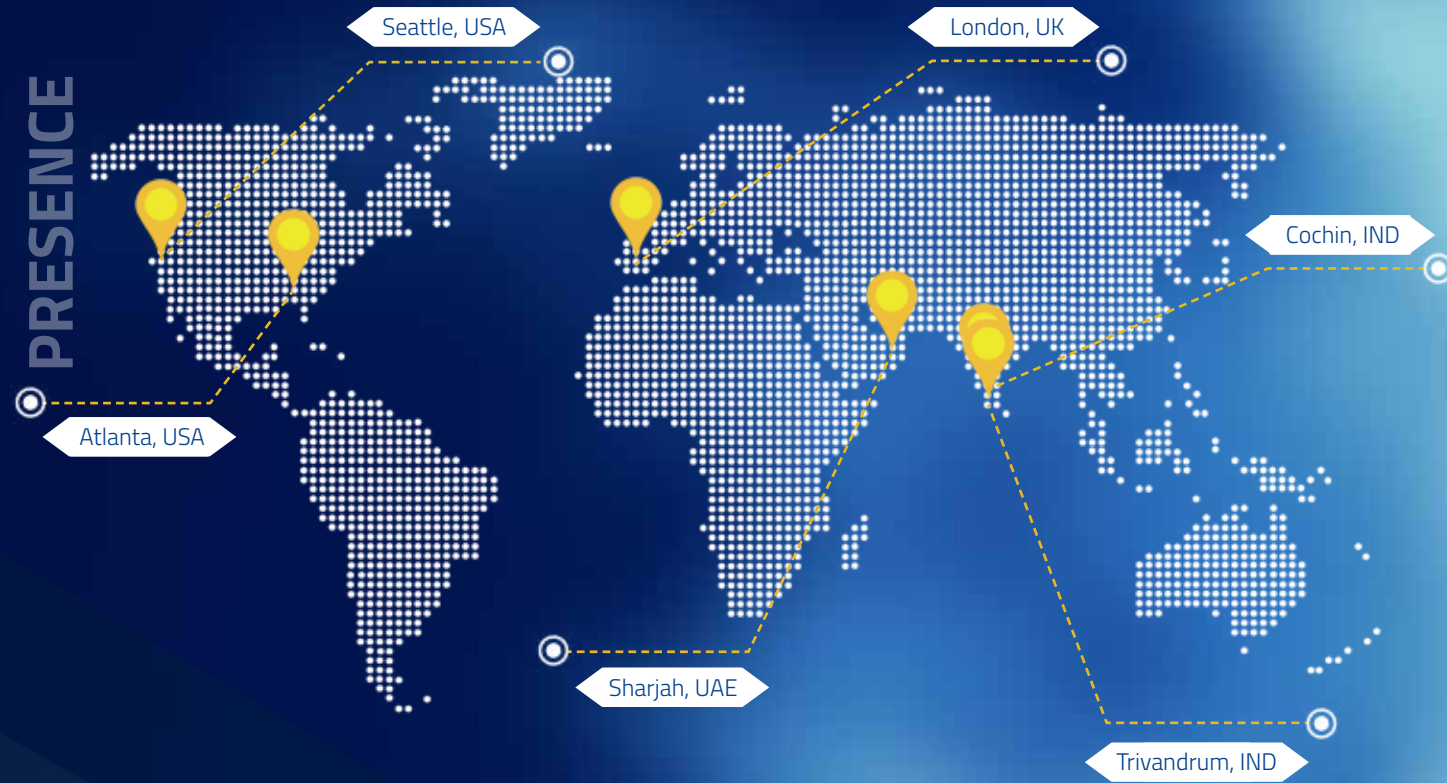 PRESENCE
Seattle, USA
London, UK
Cochin, IND
Atlanta, USA
Sharjah, UAE
Trivandrum, IND